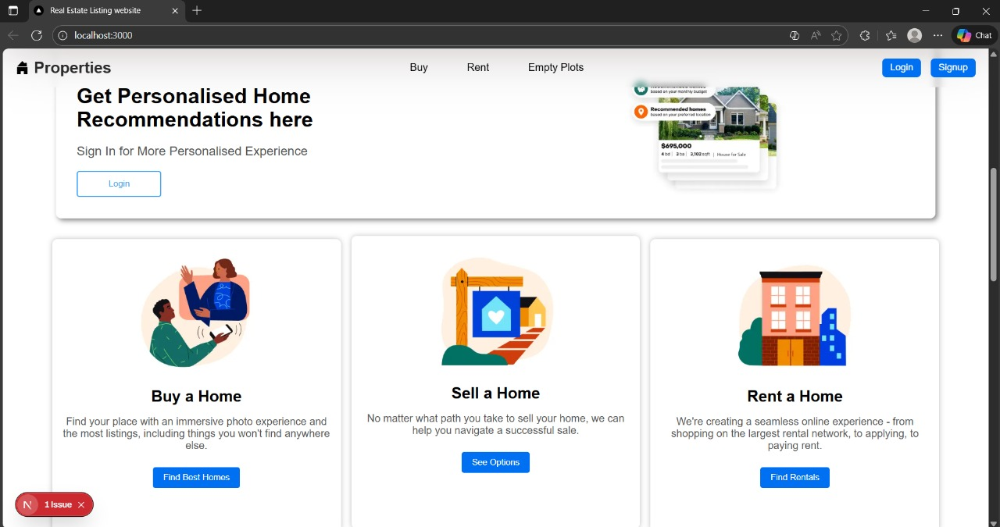 Real Estate Listing website
localhost:3000
Chat
Properties
Buy
Rent
Empty Plots
Login
Signup
Get Personalised Home
Recommendations here
Sign In for More Personalised Experience
Login
based on your monthly budget
Recommended homes
based on your preferred location
$695,000
4 bd | 3 ba | 3,102 sqft | House for Sale
Buy a Home
Find your place with an immersive photo experience and
the most listings, including things you won't find anywhere
else.
Find Best Homes
Sell a Home
No matter what path you take to sell your home, we can
help you navigate a successful sale.
See Options
Rent a Home
We're creating a seamless online experience - from
shopping on the largest rental network, to applying, to
paying rent.
Find Rentals
N
1 Issue